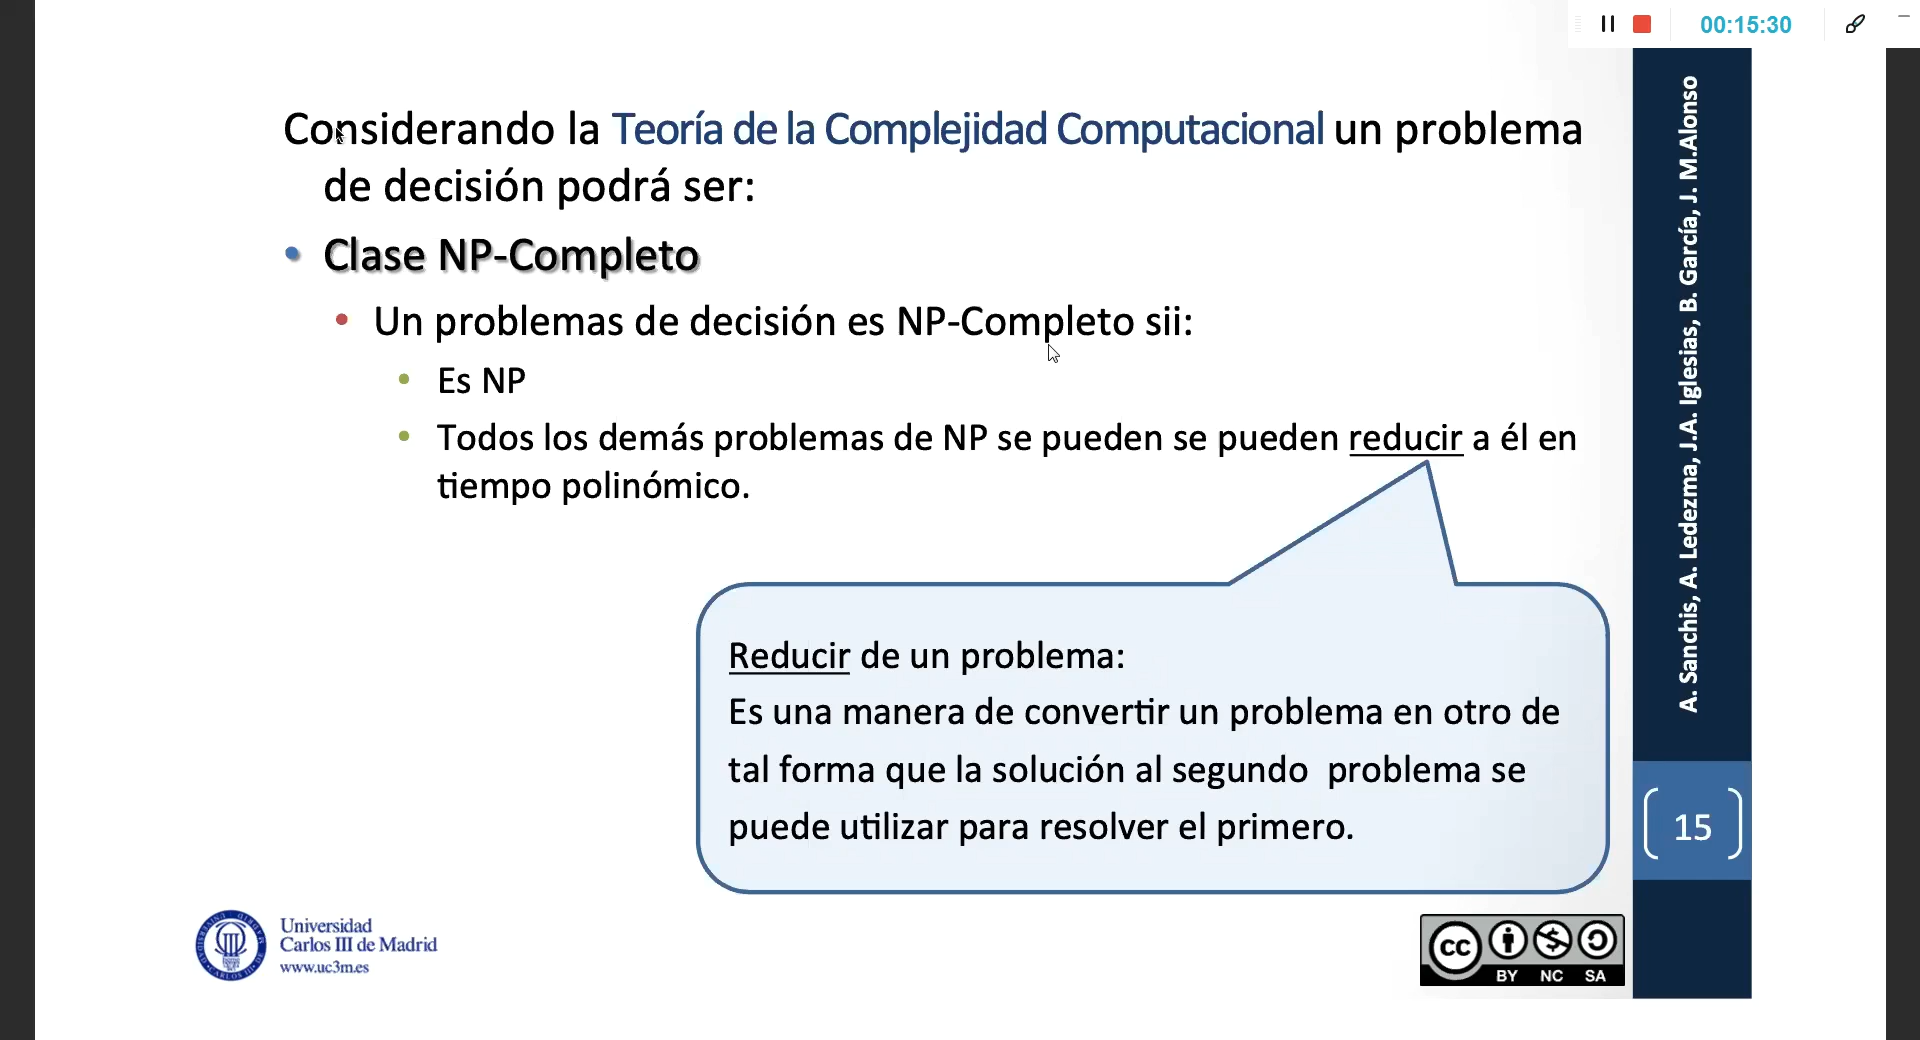 00:15:30
Considerando la Teoría de la Complejidad Computacional un problema
de decisión podrá ser:
• Clase NP-Completo
• Un problemas de decisión es NP-Completo sii:
• Es NP
• Todos los demás problemas de NP se pueden se pueden reducir a él en
tiempo polinómico.
Reducir de un problema:
Es una manera de convertir un problema en otro de
tal forma que la solución al segundo problema se
puede utilizar para resolver el primero.
A. Sanchis, A. Ledezma, J.A. Iglesias, B. García, J. M.Alonso
15
Universidad
Carlos III de Madrid
www.uc3m.es
cc
BY NC SA